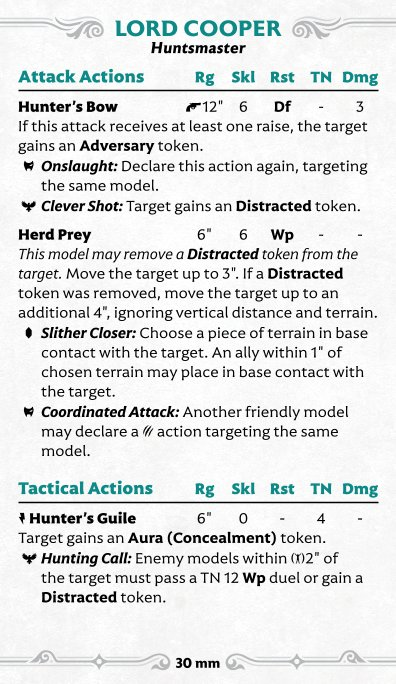 LORD COOPER
Huntsmaster
Attack Actions Rg Skl Rst TN Dmg
Hunter's Bow 12" 6 Df - 3
If this attack receives at least one raise, the target
gains an Adversary token.
Onslaught: Declare this action again, targeting
the same model.
Clever Shot: Target gains an Distracted token.
Herd Prey 6" 6 Wp - -
This model may remove a Distracted token from the
target. Move the target up to 3". If a Distracted
token was removed, move the target up to an
additional 4", ignoring vertical distance and terrain.
Slither Closer: Choose a piece of terrain in base
contact with the target. An ally within 1" of
chosen terrain may place in base contact with
the target.
Coordinated Attack: Another friendly model
may declare a action targeting the same
model.
Tactical Actions Rg Skl Rst TN Dmg
Hunter's Guile 6" 0 - 4 -
Target gains an Aura (Concealment) token.
Hunting Call: Enemy models within 2" of
the target must pass a TN 12 Wp duel or gain a
Distracted token.
30 mm